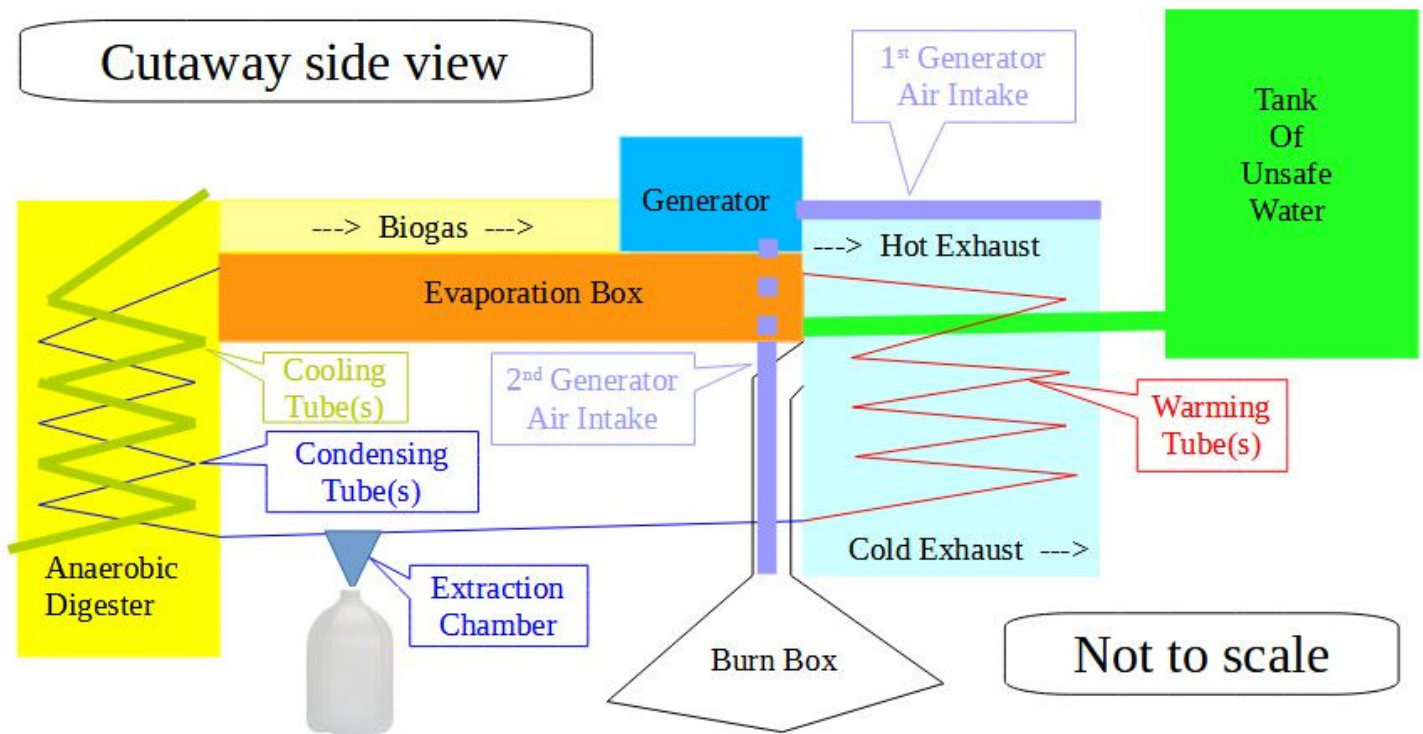 Cutaway side view
1st Generator
Air Intake
Tank
Of
Unsafe
Water
Generator
---> Biogas --->
---> Hot Exhaust
Evaporation Box
Cooling
Tube(s)
2nd Generator
Air Intake
Warming
Tube(s)
Condensing
Tube(s)
Cold Exhaust --->
Anaerobic
Digester
Extraction
Chamber
Burn Box
Not to scale